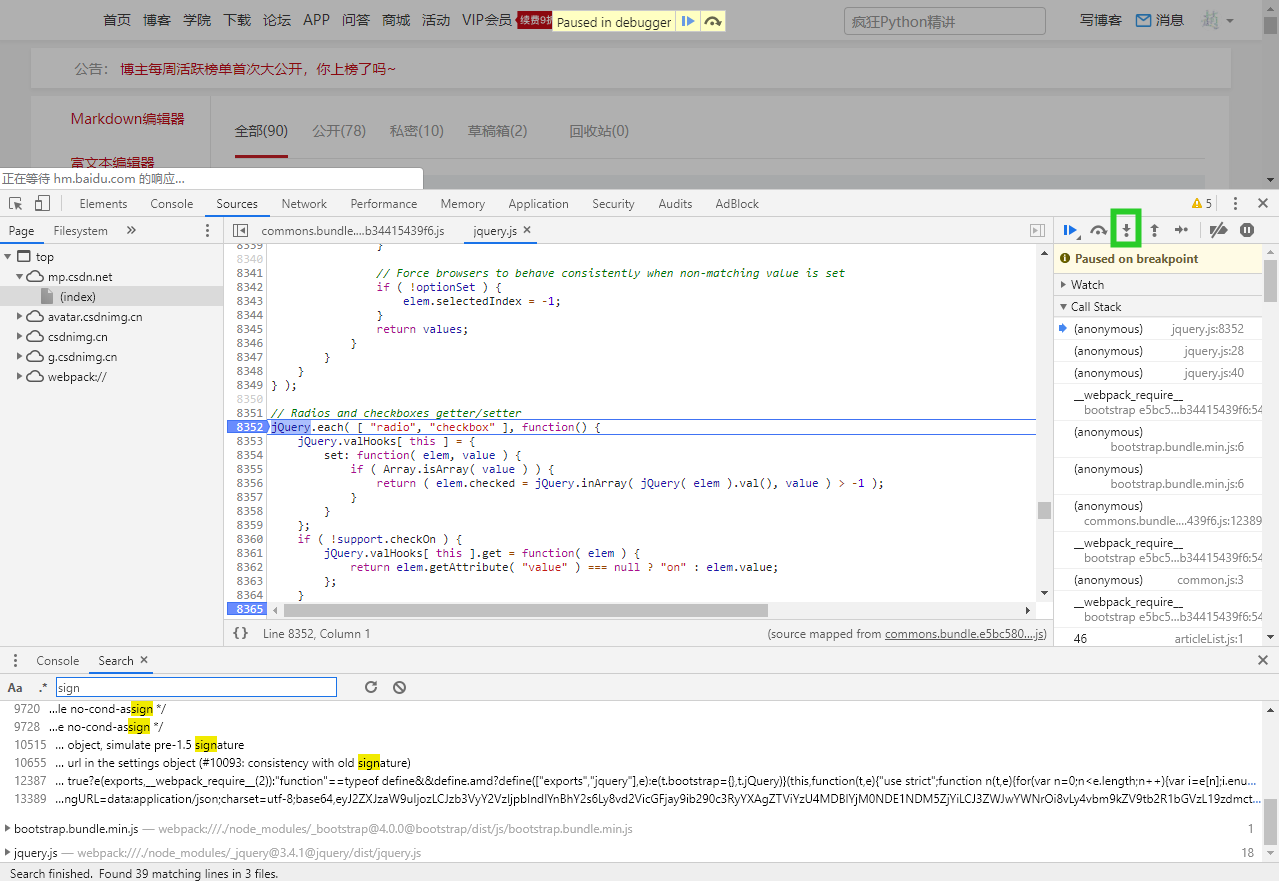 首页 博客 学院 下载 论坛 APP 问答 商城 活动 VIP会员 续费9折 Paused in debugger 疯狂Python精讲 写博客 消息
公告： 博主每周活跃榜单首次大公开，你上榜了吗~
Markdown编辑器
全部(90) 公开(78) 私密(10) 草稿箱(2) 回收站(0)
富文本编辑器
正在等待 hm.baidu.com 的响应...
Elements Console Sources Network Performance Memory Application Security Audits AdBlock 5
Page Filesystem
commons.bundle....b34415439f6.js jquery.js
top
mp.csdn.net
(index)
avatar.csdnimg.cn
csdnimg.cn
g.csdnimg.cn
webpack://
8339 }
8340
8341 // Force browsers to behave consistently when non-matching value is set
8342 if ( !optionSet ) {
8343 elem.selectedIndex = -1;
8344 }
8345 return values;
8346 }
8347 }
8348 }
8349 } );
8350
8351 // Radios and checkboxes getter/setter
8352 jQuery.each( [ "radio", "checkbox" ], function() {
8353 jQuery.valHooks[ this ] = {
8354 set: function( elem, value ) {
8355 if ( Array.isArray( value ) ) {
8356 return ( elem.checked = jQuery.inArray( jQuery( elem ).val(), value ) > -1 );
8357 }
8358 }
8359 };
8360 if ( !support.checkOn ) {
8361 jQuery.valHooks[ this ].get = function( elem ) {
8362 return elem.getAttribute( "value" ) === null ? "on" : elem.value;
8363 };
8364 }
8365
{} Line 8352, Column 1 (source mapped from commons.bundle.e5bc580....js)
Paused on breakpoint
Watch
Call Stack
(anonymous) jquery.js:8352
(anonymous) jquery.js:28
(anonymous) jquery.js:40
__webpack_require__
bootstrap e5bc5...b34415439f6:54
(anonymous)
bootstrap.bundle.min.js:6
(anonymous)
bootstrap.bundle.min.js:6
(anonymous)
commons.bundle....439f6.js:12389
__webpack_require__
bootstrap e5bc5...b34415439f6:54
(anonymous) common.js:3
__webpack_require__
bootstrap e5bc5...b34415439f6:54
46 articleList.js:1
Console Search
Aa .* sign
9720 ...le no-cond-assign */
9728 ...e no-cond-assign */
10515 ... object, simulate pre-1.5 signature
10655 ... url in the settings object (#10093: consistency with old signature)
12387 ... true?e(exports,__webpack_require__(2)):"function"==typeof define&&define.amd?define(["exports","jquery"],e):e(t.bootstrap={},t.jQuery)}(this,function(t,e){"use strict";function n(t,e){for(var n=0;n<e.length;n++){var i=e[n];i.enu...
bootstrap.bundle.min.js — webpack:///./node_modules/_bootstrap@4.0.0@bootstrap/dist/js/bootstrap.bundle.min.js 1
jquery.js — webpack:///./node_modules/_jquery@3.4.1@jquery/dist/jquery.js 18
Search finished. Found 39 matching lines in 3 files.